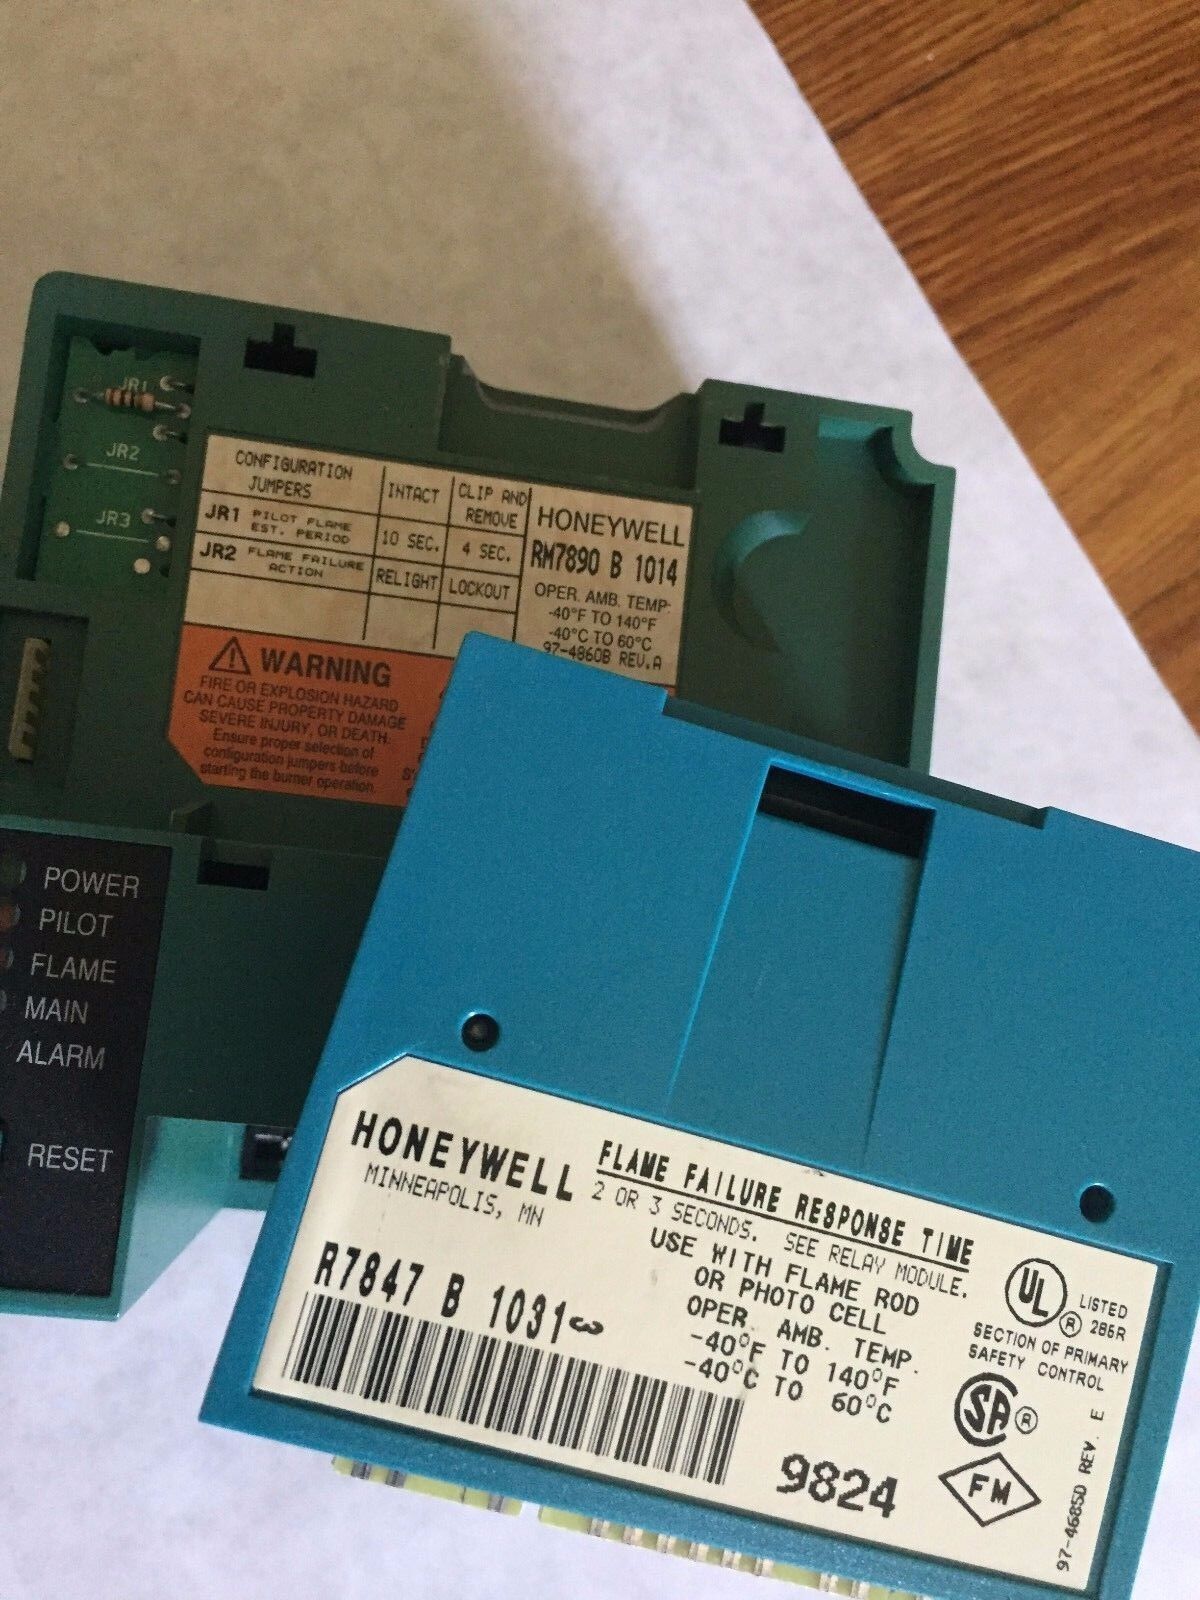 JR1
JR2
JR3
CONFIGURATION JUMPERS
INTACT
CLIP AND REMOVE
JR1 PILOT FLAME EST. PERIOD
10 SEC.
4 SEC.
JR2 FLAME FAILURE ACTION
RELIGHT
LOCKOUT
HONEYWELL
RM7890 B 1014
OPER. AMB. TEMP:
-40°F TO 140°F
-40°C TO 60°C
97-4860B REV.A
WARNING
FIRE OR EXPLOSION HAZARD
CAN CAUSE PROPERTY DAMAGE
SEVERE INJURY, OR DEATH.
Ensure proper selection of
configuration jumpers before
starting the burner operation
POWER
PILOT
FLAME
MAIN
ALARM
RESET
HONEYWELL
MINNEAPOLIS, MN
R7847 B 1031 3
FLAME FAILURE RESPONSE TIME
2 OR 3 SECONDS. SEE RELAY MODULE.
USE WITH FLAME ROD
OR PHOTO CELL
OPER. AMB. TEMP.
-40°F TO 140°F
-40°C TO 60°C
9824
UL ® LISTED
286R
SECTION OF PRIMARY
SAFETY CONTROL
SA ®
FM
97-4685D REV. E